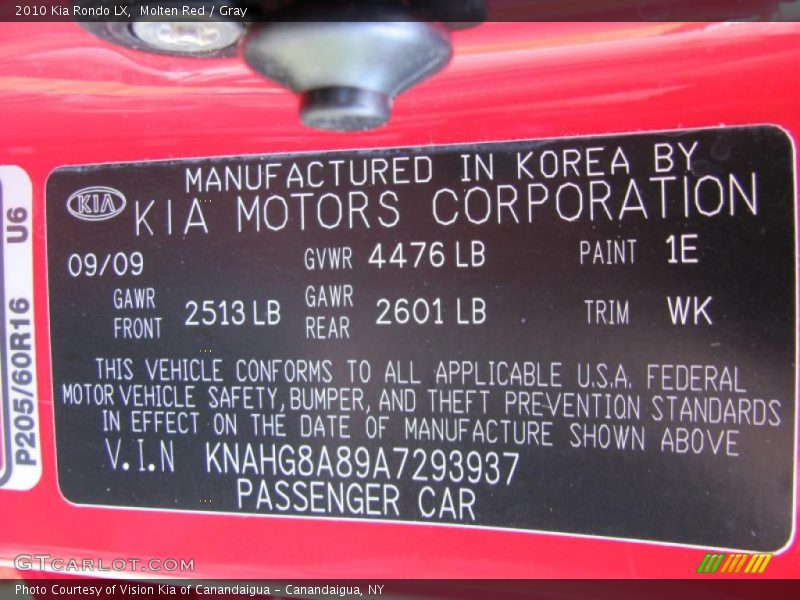 2010 Kia Rondo LX, Molten Red / Gray
MANUFACTURED IN KOREA BY
KIA KIA MOTORS CORPORATION
09/09 GVWR 4476 LB PAINT 1E
GAWR FRONT 2513 LB GAWR REAR 2601 LB TRIM WK
THIS VEHICLE CONFORMS TO ALL APPLICABLE U.S.A. FEDERAL
MOTOR VEHICLE SAFETY, BUMPER, AND THEFT PREVENTION STANDARDS
IN EFFECT ON THE DATE OF MANUFACTURE SHOWN ABOVE
V.I.N KNAHG8A89A7293937
PASSENGER CAR
P205/60R16 U6
GTCARLOT.COM
Photo Courtesy of Vision Kia of Canandaigua - Canandaigua, NY